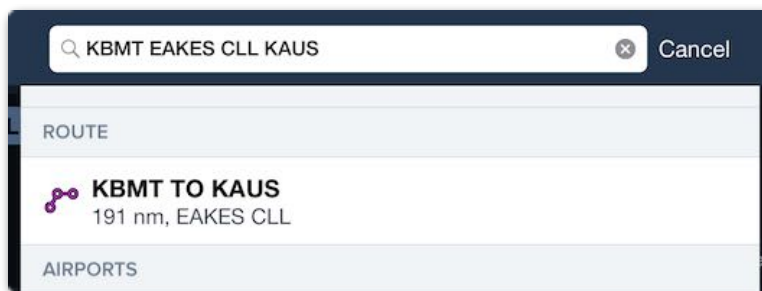 KBMT EAKES CLL KAUS
Cancel
L
ROUTE
KBMT TO KAUS
191 nm, EAKES CLL
AIRPORTS